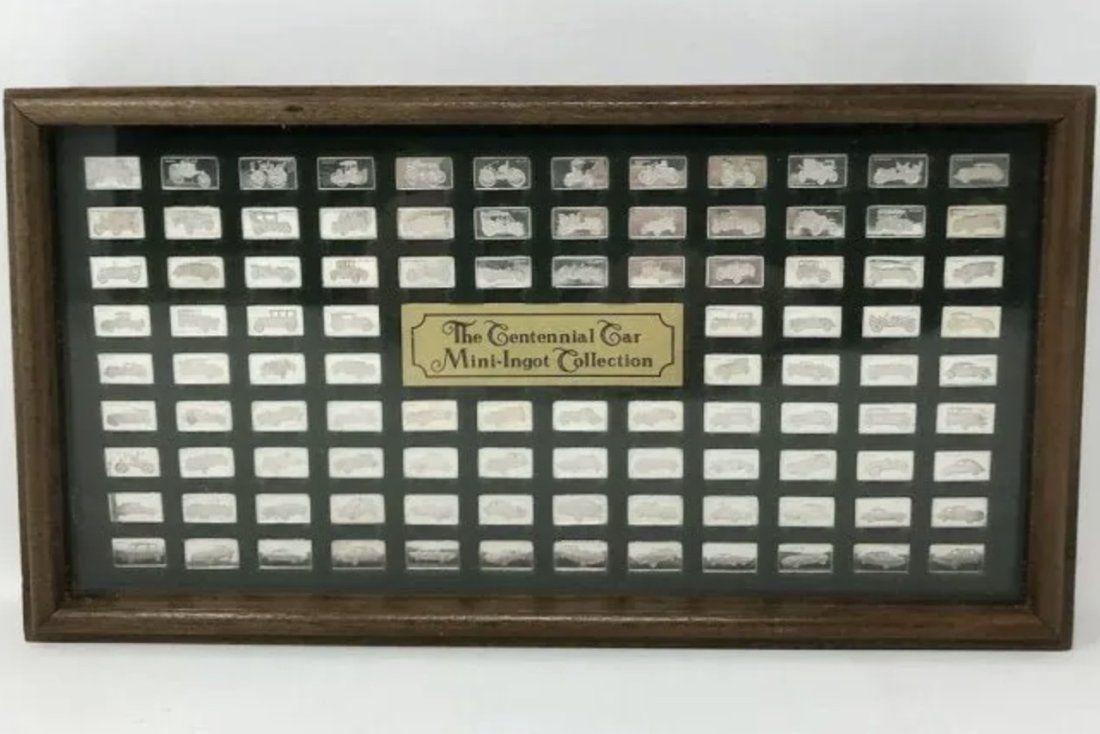 The Centennial Car
Mini-Ingot Collection